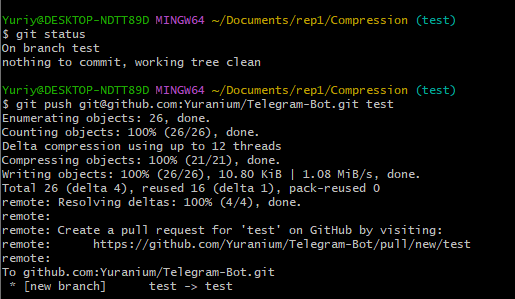 Yuriy@DESKTOP-NDTT89D MINGW64 ~/Documents/rep1/Compression (test)
$ git status
On branch test
nothing to commit, working tree clean
Yuriy@DESKTOP-NDTT89D MINGW64 ~/Documents/rep1/Compression (test)
$ git push git@github.com:Yuranium/Telegram-Bot.git test
Enumerating objects: 26, done.
Counting objects: 100% (26/26), done.
Delta compression using up to 12 threads
Compressing objects: 100% (21/21), done.
Writing objects: 100% (26/26), 10.80 KiB | 1.08 MiB/s, done.
Total 26 (delta 4), reused 16 (delta 1), pack-reused 0
remote: Resolving deltas: 100% (4/4), done.
remote:
remote: Create a pull request for 'test' on GitHub by visiting:
remote:      https://github.com/Yuranium/Telegram-Bot/pull/new/test
remote:
To github.com:Yuranium/Telegram-Bot.git
 * [new branch]      test -> test